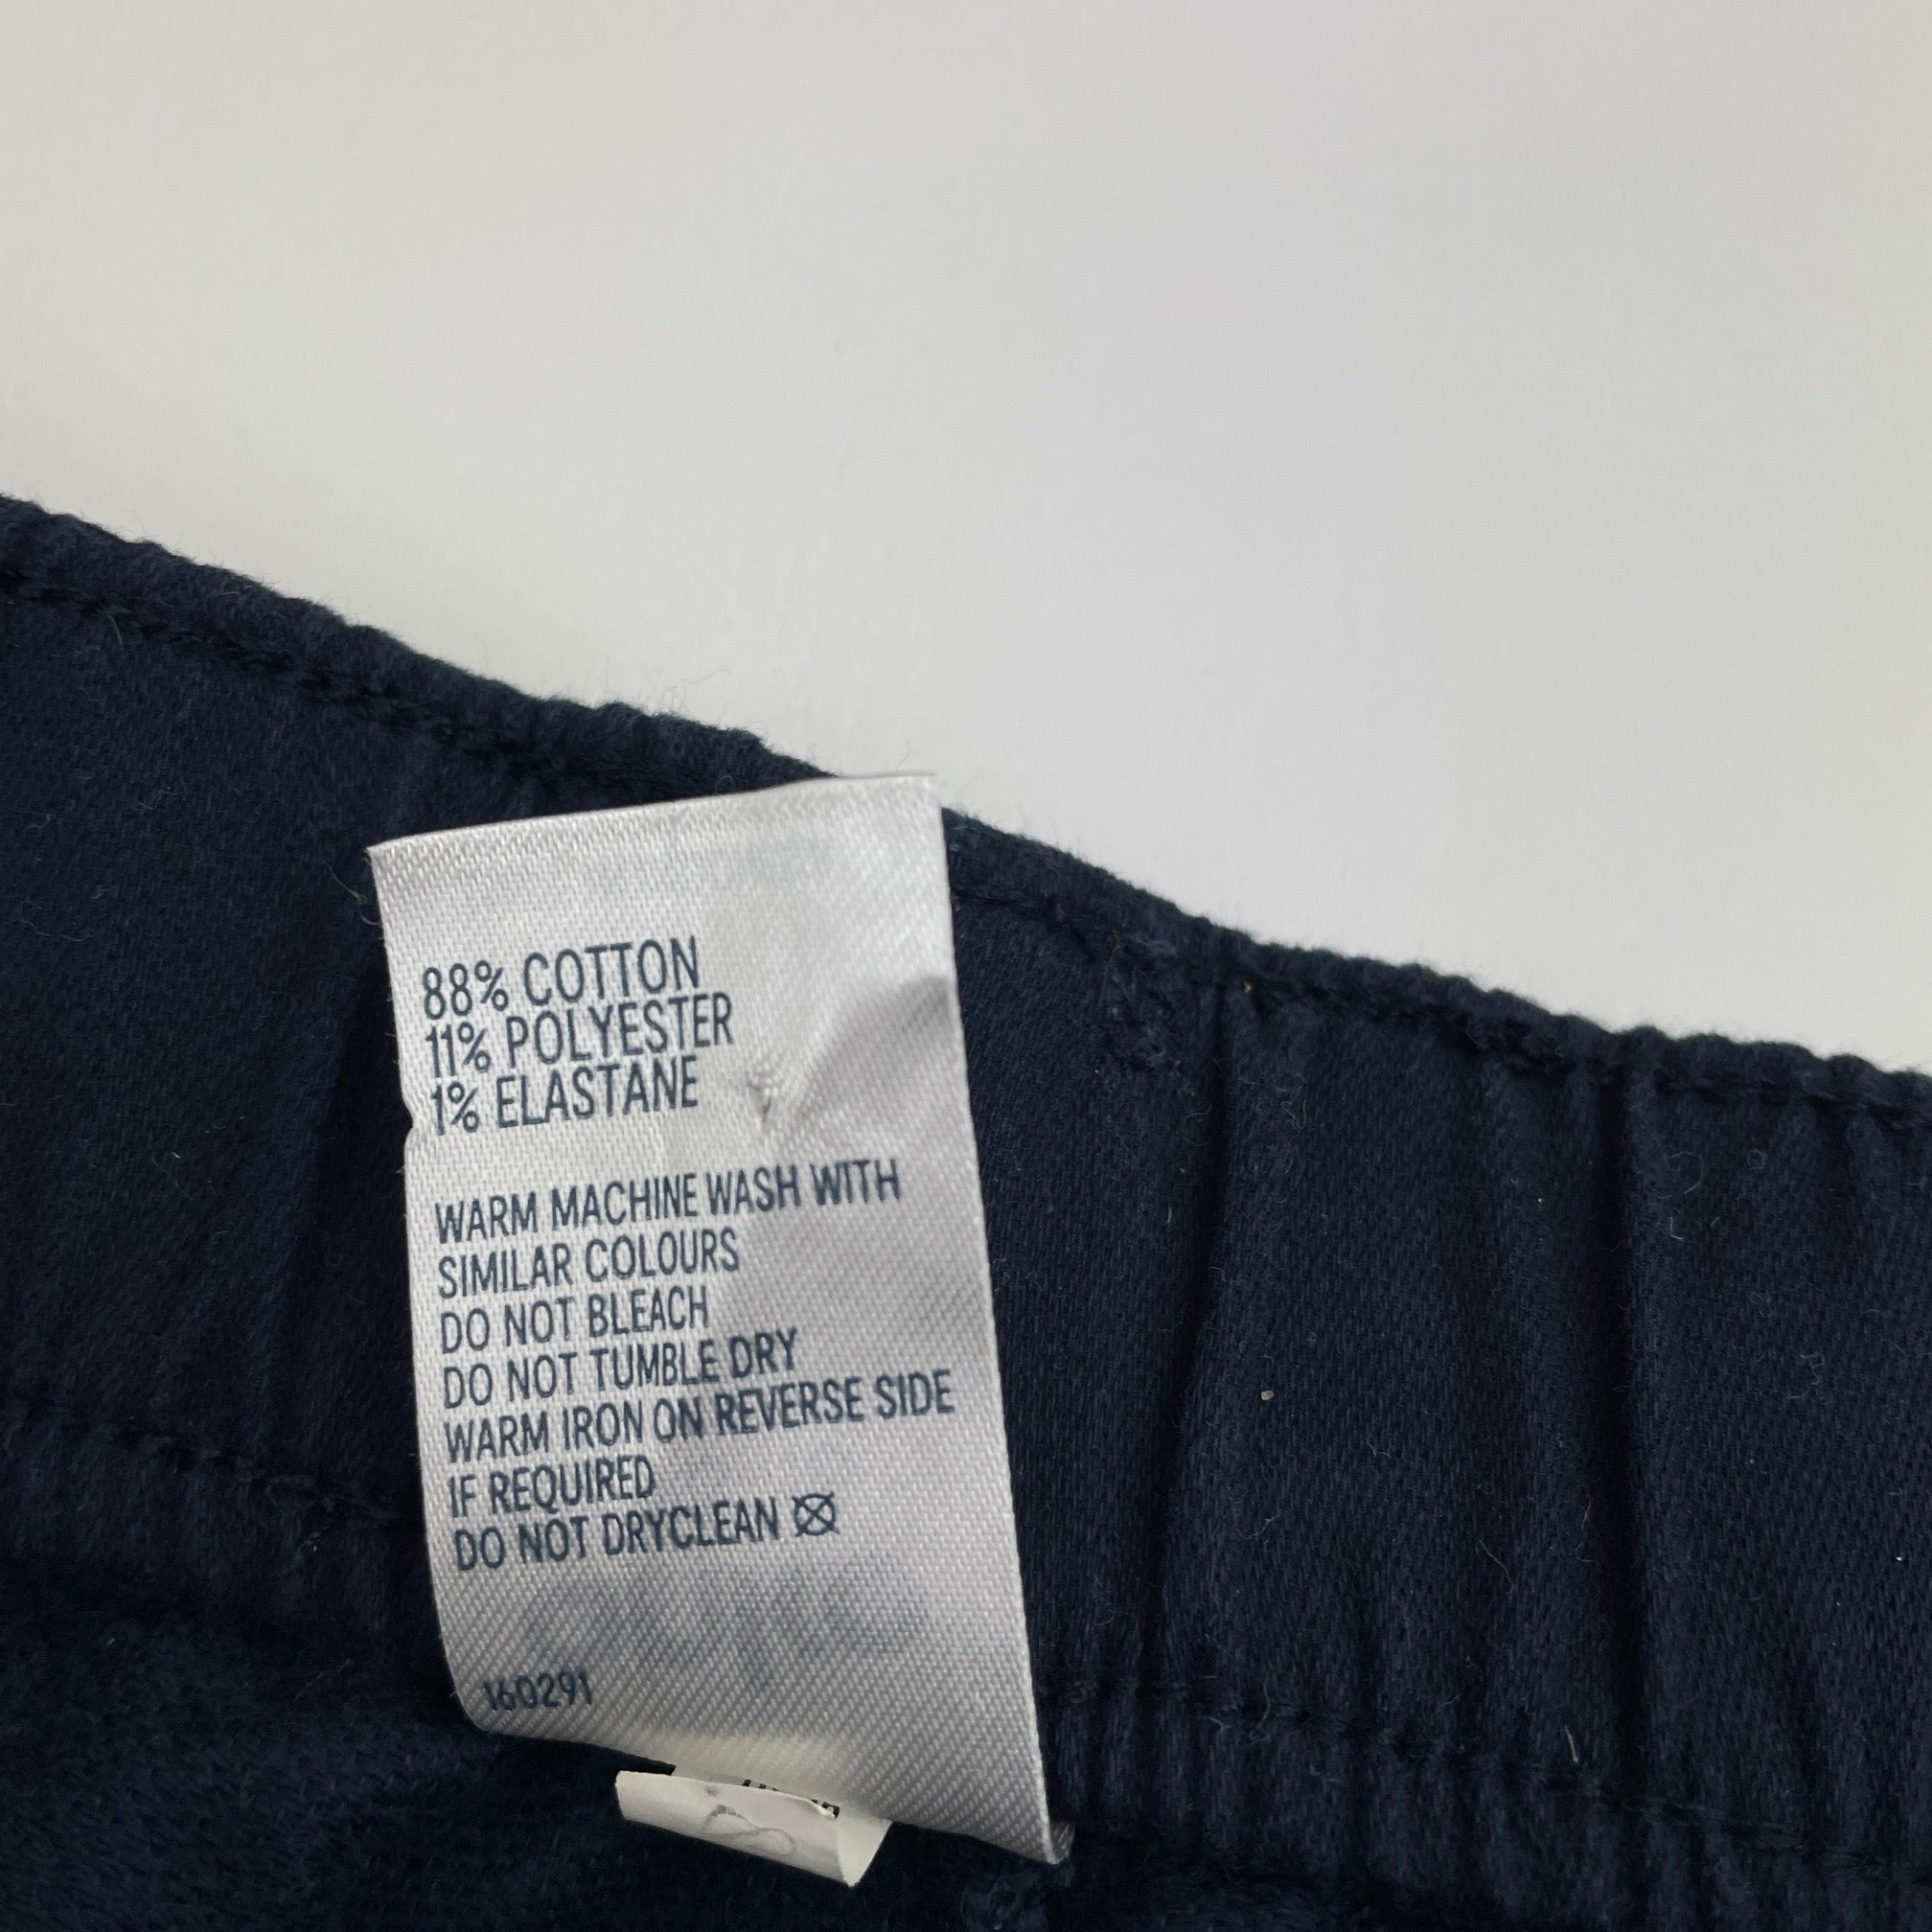 88% COTTON
11% POLYESTER
1% ELASTANE
WARM MACHINE WASH WITH
SIMILAR COLOURS
DO NOT BLEACH
DO NOT TUMBLE DRY
WARM IRON ON REVERSE SIDE
IF REQUIRED
DO NOT DRYCLEAN
160291